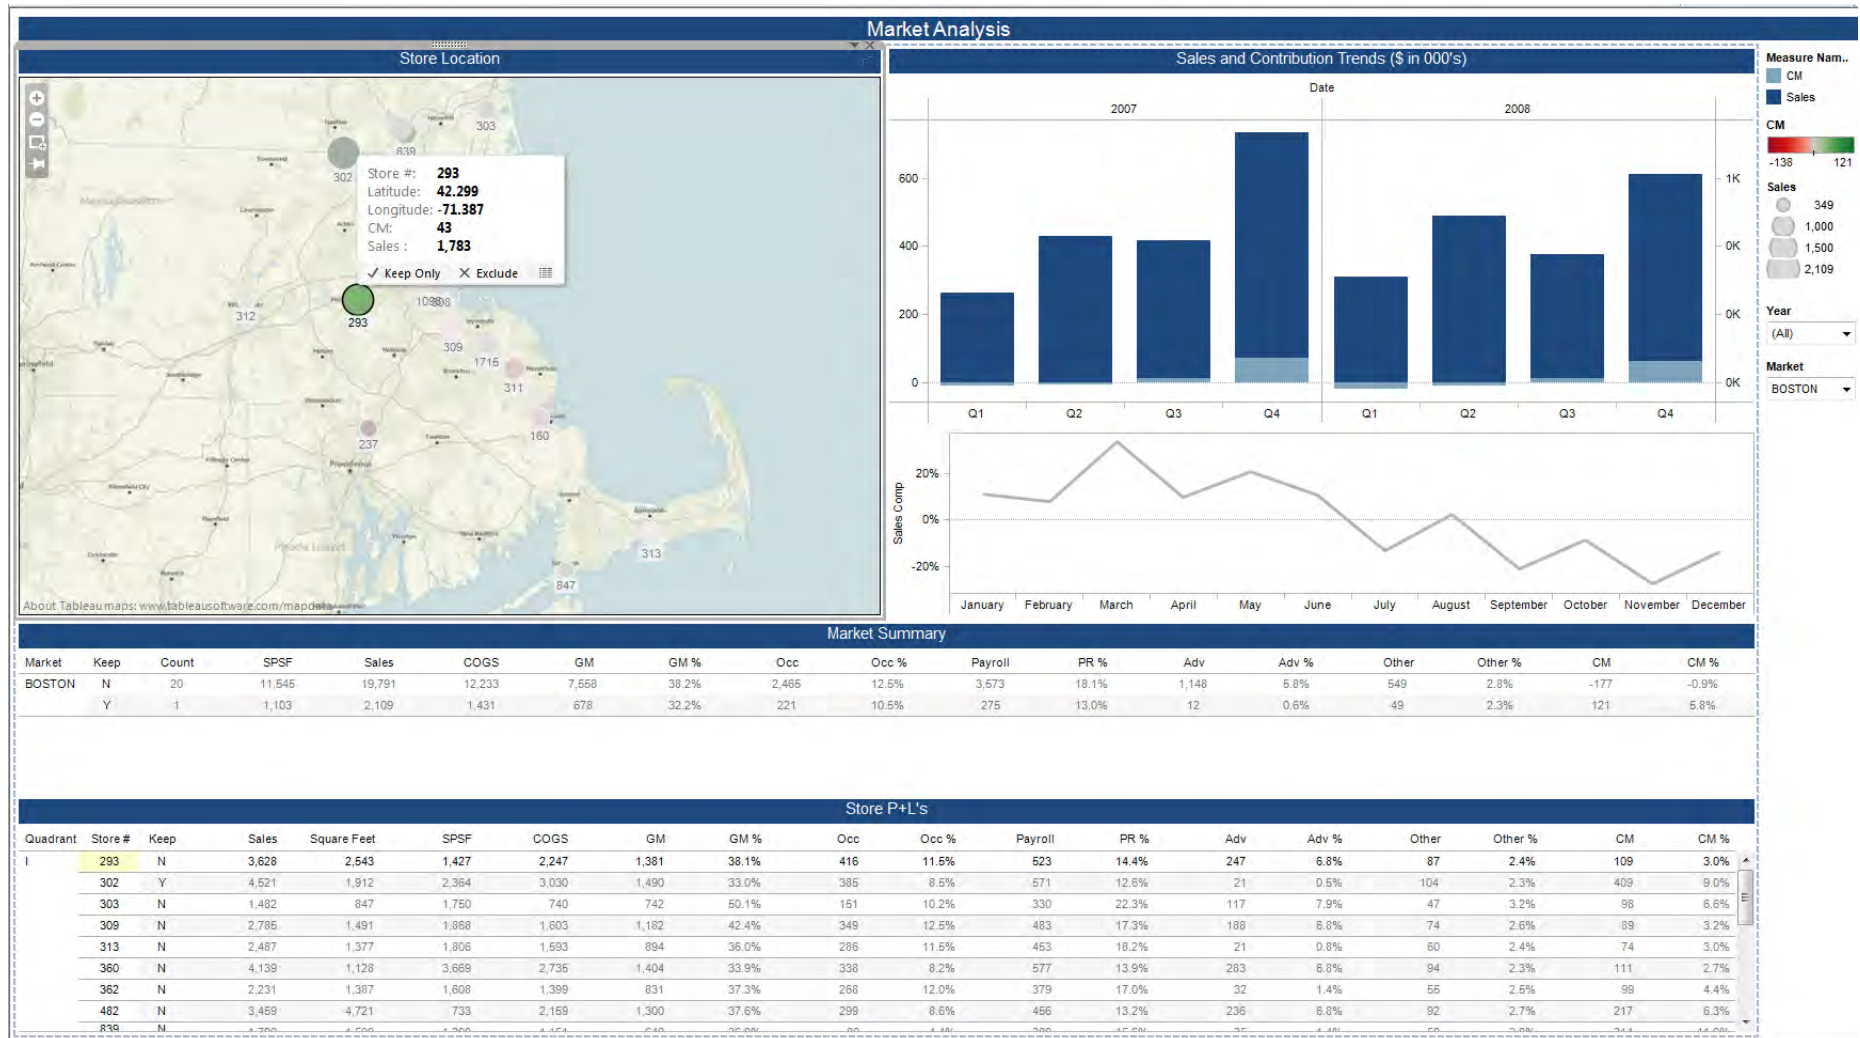 Market Analysis
Store Location
303
839
302
Store #: 293
Latitude: 42.299
Longitude: -71.387
CM: 43
Sales : 1,783
Keep Only Exclude
293
312
309
1715
311
237
160
313
847
Providence
About Tableau maps: www.tableausoftware.com/mapdata
Sales and Contribution Trends ($ in 000's)
Date
2007 2008
600 1K
400 0K
200 0K
0 0K
Q1 Q2 Q3 Q4 Q1 Q2 Q3 Q4
Sales Comp
20%
0%
-20%
January February March April May June July August September October November December
Measure Nam..
CM
Sales
CM
-138 121
Sales
349
1,000
1,500
2,109
Year
(All)
Market
BOSTON
Market Summary
Market Keep Count SPSF Sales COGS GM GM % Occ Occ % Payroll PR % Adv Adv % Other Other % CM CM %
BOSTON N 20 11,545 19,791 12,233 7,558 38.2% 2,465 12.5% 3,573 18.1% 1,148 5.8% 549 2.8% -177 -0.9%
Y 1 1,103 2,109 1,431 678 32.2% 221 10.5% 275 13.0% 12 0.6% 49 2.3% 121 5.8%
Store P+L's
Quadrant Store # Keep Sales Square Feet SPSF COGS GM GM % Occ Occ % Payroll PR % Adv Adv % Other Other % CM CM %
I 293 N 3,628 2,543 1,427 2,247 1,381 38.1% 416 11.5% 523 14.4% 247 6.8% 87 2.4% 109 3.0%
302 Y 4,521 1,912 2,364 3,030 1,490 33.0% 385 8.5% 571 12.6% 21 0.5% 104 2.3% 409 9.0%
303 N 1,482 847 1,750 740 742 50.1% 151 10.2% 330 22.3% 117 7.9% 47 3.2% 98 6.6%
309 N 2,785 1,491 1,868 1,603 1,182 42.4% 349 12.5% 483 17.3% 188 6.8% 74 2.6% 89 3.2%
313 N 2,487 1,377 1,806 1,593 894 36.0% 286 11.5% 453 18.2% 21 0.8% 60 2.4% 74 3.0%
360 N 4,139 1,128 3,669 2,735 1,404 33.9% 338 8.2% 577 13.9% 283 6.8% 94 2.3% 111 2.7%
362 N 2,231 1,387 1,608 1,399 831 37.3% 268 12.0% 379 17.0% 32 1.4% 55 2.5% 99 4.4%
482 N 3,459 4,721 733 2,159 1,300 37.6% 299 8.6% 456 13.2% 236 6.8% 92 2.7% 217 6.3%
839 N